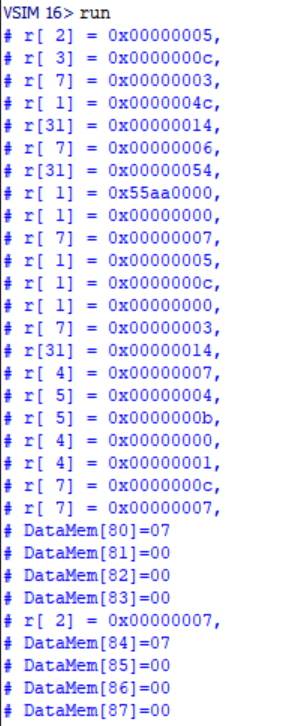 VSIM 16> run
# r[ 2] = 0x00000005,
# r[ 3] = 0x0000000c,
# r[ 7] = 0x00000003,
# r[ 1] = 0x0000004c,
# r[31] = 0x00000014,
# r[ 7] = 0x00000006,
# r[31] = 0x00000054,
# r[ 1] = 0x55aa0000,
# r[ 1] = 0x00000000,
# r[ 7] = 0x00000007,
# r[ 1] = 0x00000005,
# r[ 1] = 0x0000000c,
# r[ 1] = 0x00000000,
# r[ 7] = 0x00000003,
# r[31] = 0x00000014,
# r[ 4] = 0x00000007,
# r[ 5] = 0x00000004,
# r[ 5] = 0x0000000b,
# r[ 4] = 0x00000000,
# r[ 4] = 0x00000001,
# r[ 7] = 0x0000000c,
# r[ 7] = 0x00000007,
# DataMem[80]=07
# DataMem[81]=00
# DataMem[82]=00
# DataMem[83]=00
# r[ 2] = 0x00000007,
# DataMem[84]=07
# DataMem[85]=00
# DataMem[86]=00
# DataMem[87]=00